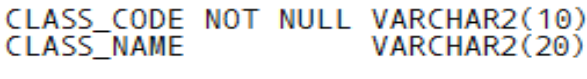 CLASS_CODE NOT NULL VARCHAR2(10)
CLASS_NAME VARCHAR2(20)